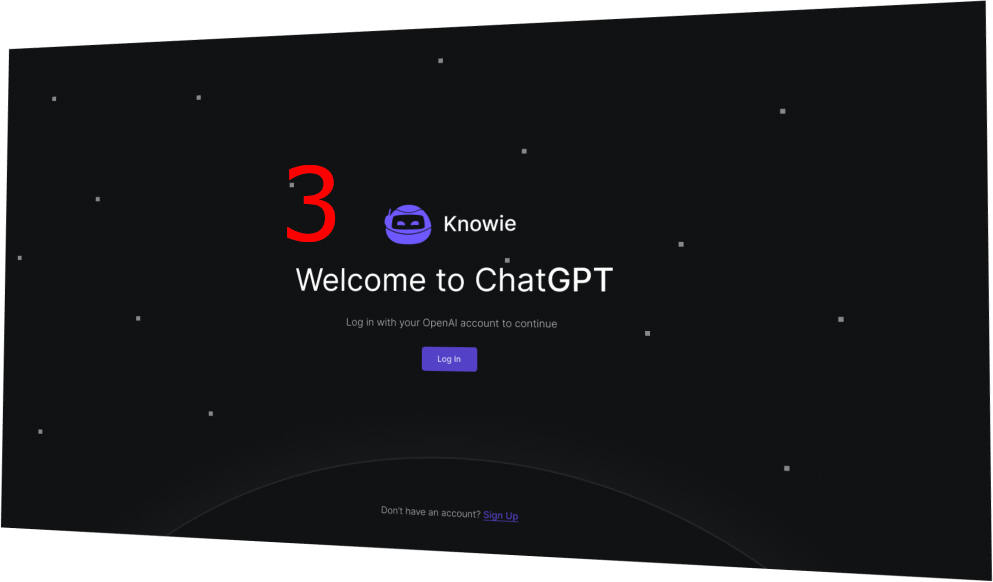 3
Knowie
Welcome to ChatGPT
Log in with your OpenAI account to continue
Log In
Don't have an account? Sign Up